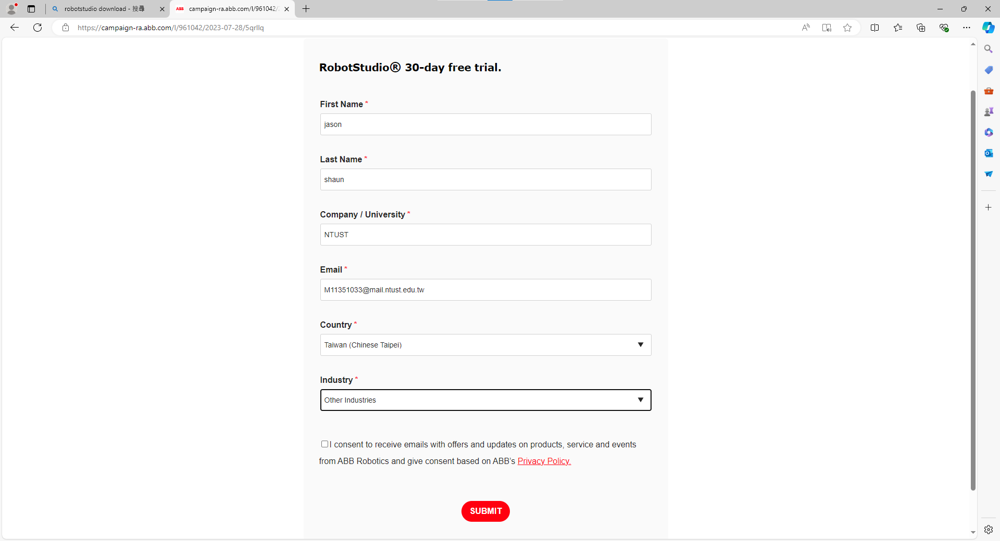 robotstudio download - 搜尋
ABB campaign-ra.abb.com/l/961042/2
https://campaign-ra.abb.com/l/961042/2023-07-28/5qrllq
RobotStudio® 30-day free trial.
First Name *
jason
Last Name *
shaun
Company / University *
NTUST
Email *
M11351033@mail.ntust.edu.tw
Country *
Taiwan (Chinese Taipei)
Industry *
Other Industries
I consent to receive emails with offers and updates on products, service and events
from ABB Robotics and give consent based on ABB’s Privacy Policy.
SUBMIT